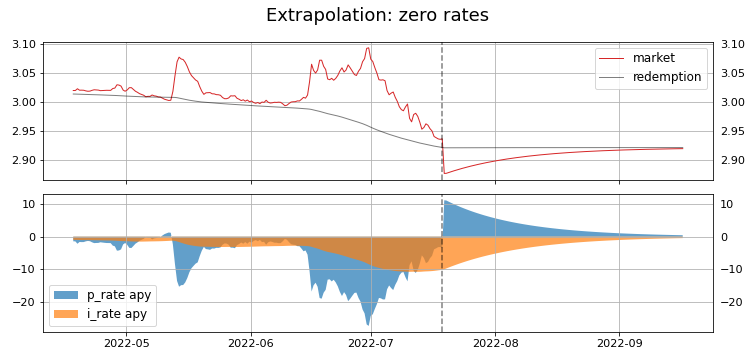 Extrapolation: zero rates
3.10 3.10
3.05 3.05
3.00 3.00
2.95 2.95
2.90 2.90
market
redemption
10 10
0 0
−10 −10
−20 −20
p_rate apy
i_rate apy
2022-05 2022-06 2022-07 2022-08 2022-09